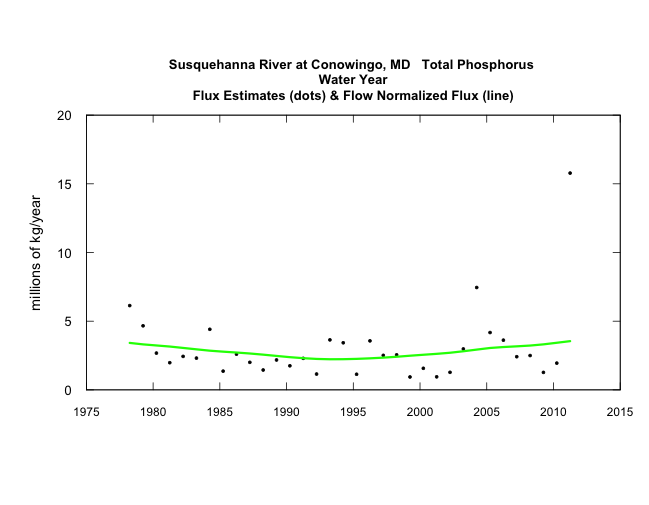 Susquehanna River at Conowingo, MD   Total Phosphorus
Water Year
Flux Estimates (dots) & Flow Normalized Flux (line)
millions of kg/year
20
15
10
5
0
1975 1980 1985 1990 1995 2000 2005 2010 2015